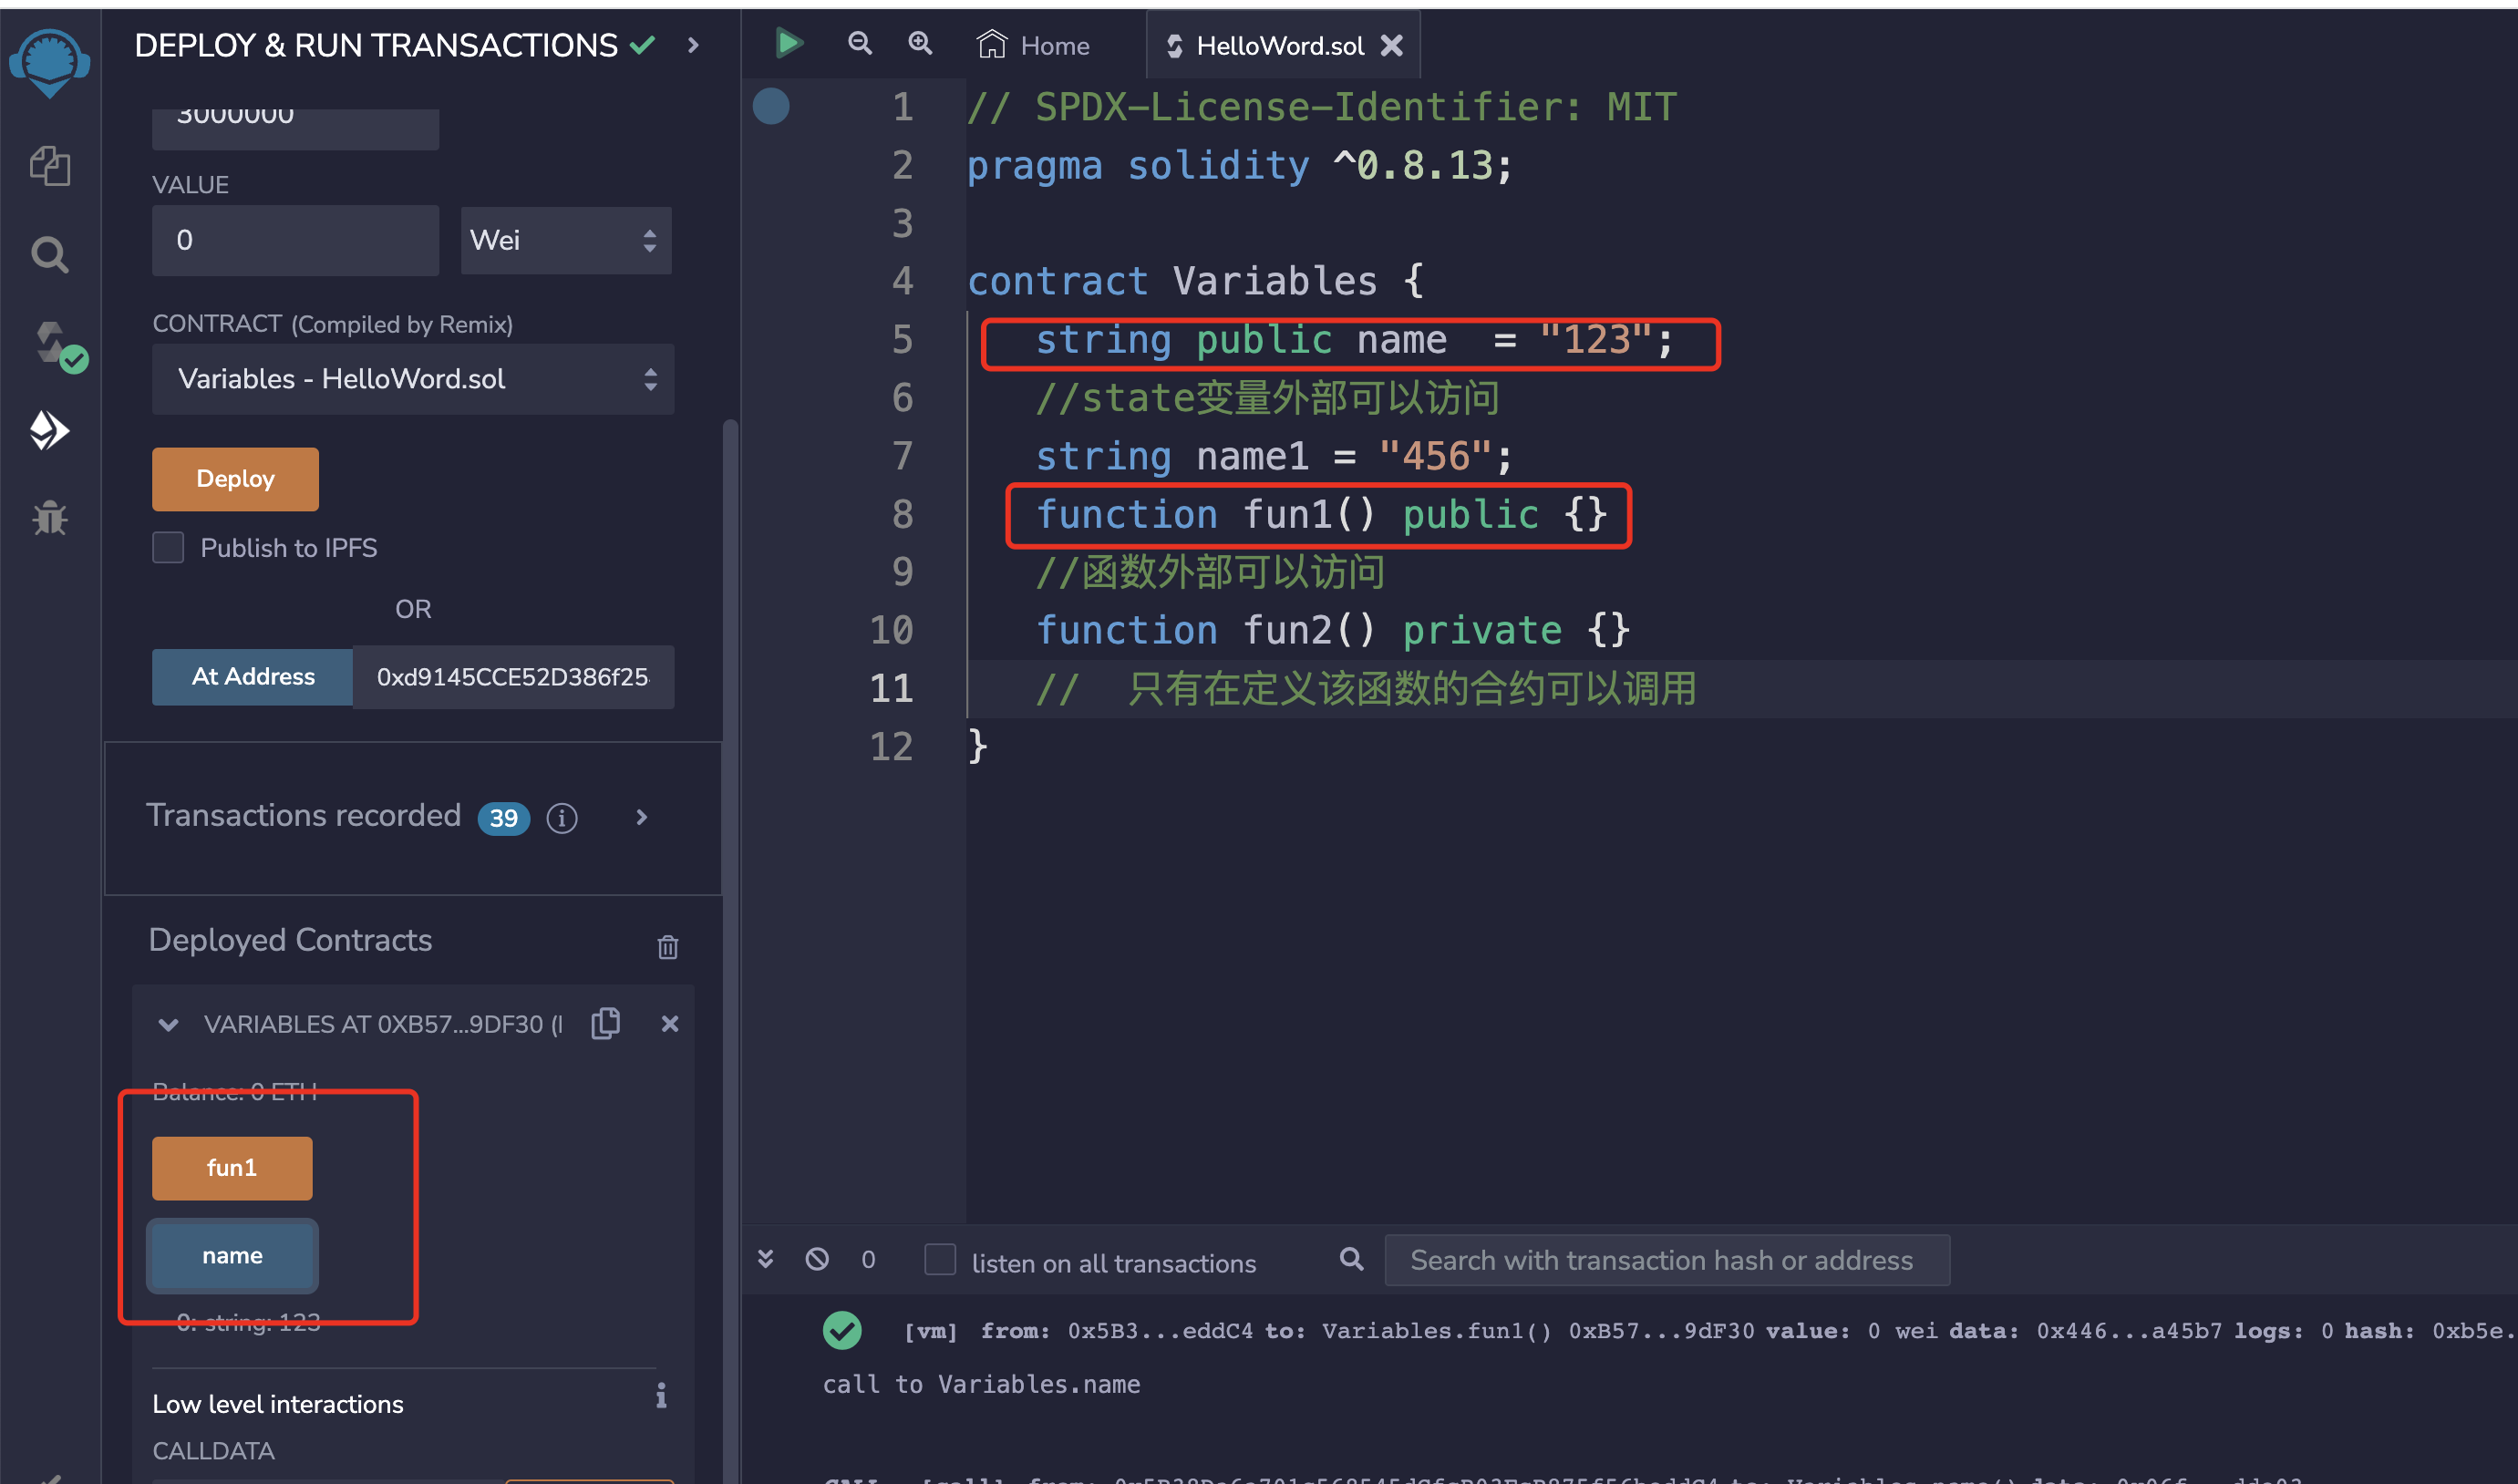 DEPLOY & RUN TRANSACTIONS
3000000
VALUE
0 Wei
CONTRACT (Compiled by Remix)
Variables - HelloWord.sol
Deploy
Publish to IPFS
OR
At Address 0xd9145CCE52D386f25
Transactions recorded 39
Deployed Contracts
VARIABLES AT 0XB57...9DF30 (
Balance: 0 ETH
fun1
name
0: string: 123
Low level interactions
CALLDATA
Home HelloWord.sol
1 // SPDX-License-Identifier: MIT
2 pragma solidity ^0.8.13;
3
4 contract Variables {
5 string public name  = "123";
6 //state变量外部可以访问
7 string name1 = "456";
8 function fun1() public {}
9 //函数外部可以访问
10 function fun2() private {}
11 //  只有在定义该函数的合约可以调用
12 }
0 listen on all transactions Search with transaction hash or address
[vm] from: 0x5B3...eddC4 to: Variables.fun1() 0xB57...9dF30 value: 0 wei data: 0x446...a45b7 logs: 0 hash: 0xb5e.
call to Variables.name